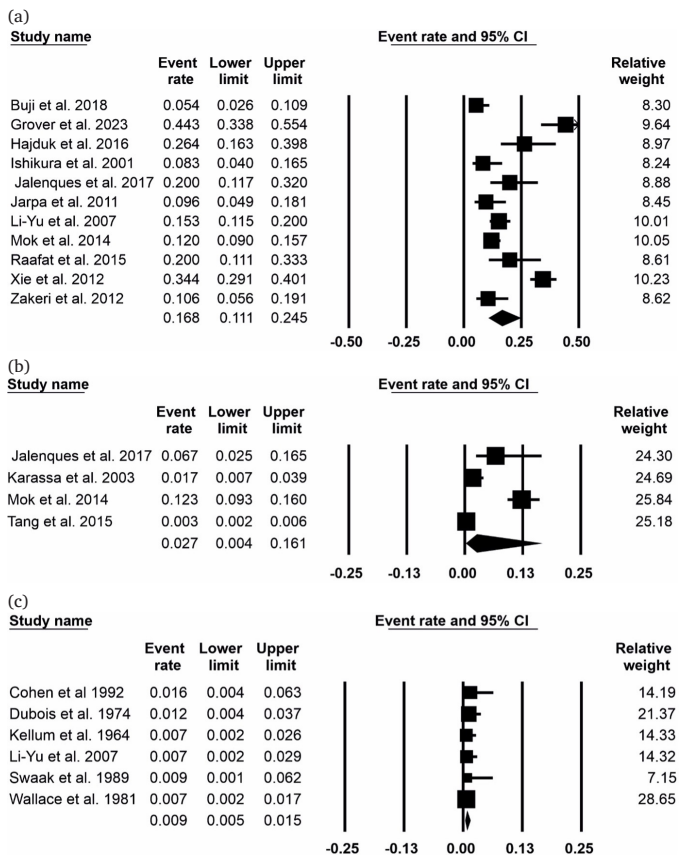 (a)
Study name Event rate and 95% CI
Event rate Lower limit Upper limit Relative weight
Buji et al. 2018 0.054 0.026 0.109 8.30
Grover et al. 2023 0.443 0.338 0.554 9.64
Hajduk et al. 2016 0.264 0.163 0.398 8.97
Ishikura et al. 2001 0.083 0.040 0.165 8.24
Jalenques et al. 2017 0.200 0.117 0.320 8.88
Jarpa et al. 2011 0.096 0.049 0.181 8.45
Li-Yu et al. 2007 0.153 0.115 0.200 10.01
Mok et al. 2014 0.120 0.090 0.157 10.05
Raafat et al. 2015 0.200 0.111 0.333 8.61
Xie et al. 2012 0.344 0.291 0.401 10.23
Zakeri et al. 2012 0.106 0.056 0.191 8.62
0.168 0.111 0.245
-0.50 -0.25 0.00 0.25 0.50
(b)
Study name Event rate and 95% CI
Event rate Lower limit Upper limit Relative weight
Jalenques et al. 2017 0.067 0.025 0.165 24.30
Karassa et al. 2003 0.017 0.007 0.039 24.69
Mok et al. 2014 0.123 0.093 0.160 25.84
Tang et al. 2015 0.003 0.002 0.006 25.18
0.027 0.004 0.161
-0.25 -0.13 0.00 0.13 0.25
(c)
Study name Event rate and 95% CI
Event rate Lower limit Upper limit Relative weight
Cohen et al 1992 0.016 0.004 0.063 14.19
Dubois et al. 1974 0.012 0.004 0.037 21.37
Kellum et al. 1964 0.007 0.002 0.026 14.33
Li-Yu et al. 2007 0.007 0.002 0.029 14.32
Swaak et al. 1989 0.009 0.001 0.062 7.15
Wallace et al. 1981 0.007 0.002 0.017 28.65
0.009 0.005 0.015
-0.25 -0.13 0.00 0.13 0.25